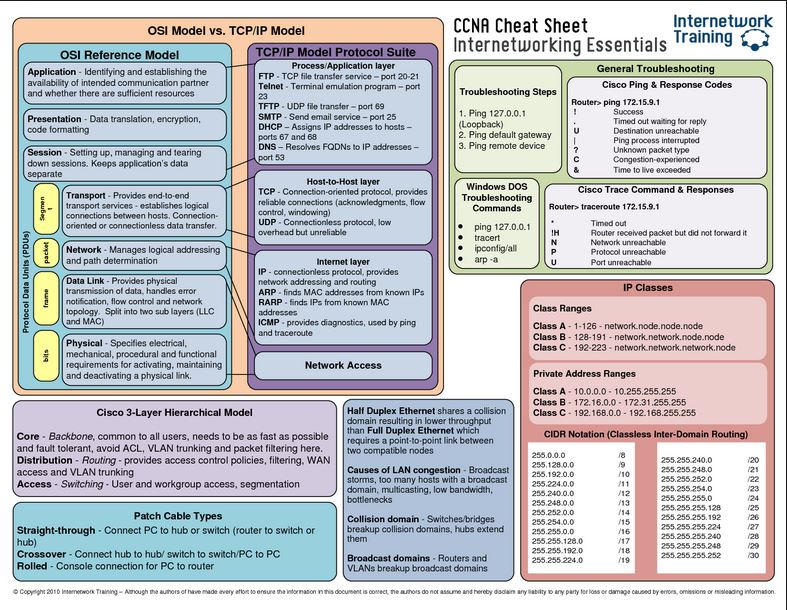 OSI Model vs. TCP/IP Model
OSI Reference Model
Application - Identifying and establishing the
availability of intended communication partner
and whether there are sufficient resources
Presentation - Data translation, encryption,
code formatting
Session - Setting up, managing and tearing
down sessions. Keeps application's data
separate
Protocol Data Units (PDUs)
Segmen
t
Transport - Provides end-to-end
transport services - establishes logical
connections between hosts. Connection-
oriented or connectionless data transfer.
packet
Network - Manages logical addressing
and path determination
frame
Data Link - Provides physical
transmission of data, handles error
notification, flow control and network
topology. Split into two sub layers (LLC
and MAC)
bits
Physical - Specifies electrical,
mechanical, procedural and functional
requirements for activating, maintaining
and deactivating a physical link.
TCP/IP Model Protocol Suite
Process/Application layer
FTP - TCP file transfer service – port 20-21
Telnet - Terminal emulation program – port
23
TFTP - UDP file transfer – port 69
SMTP - Send email service – port 25
DHCP – Assigns IP addresses to hosts –
ports 67 and 68
DNS – Resolves FQDNs to IP addresses –
port 53
Host-to-Host layer
TCP - Connection-oriented protocol, provides
reliable connections (acknowledgments, flow
control, windowing)
UDP - Connectionless protocol, low
overhead but unreliable
Internet layer
IP - connectionless protocol, provides
network addressing and routing
ARP - finds MAC addresses from known IPs
RARP - finds IPs from known MAC
addresses
ICMP - provides diagnostics, used by ping
and traceroute
Network Access
CCNA Cheat Sheet
Internetworking Essentials
Internetwork
Training
General Troubleshooting
Troubleshooting Steps
1. Ping 127.0.0.1
(Loopback)
2. Ping default gateway
3. Ping remote device
Cisco Ping & Response Codes
Router> ping 172.15.9.1
! Success
. Timed out waiting for reply
U Destination unreachable
| Ping process interrupted
? Unknown packet type
C Congestion-experienced
& Time to live exceeded
Windows DOS
Troubleshooting
Commands
● ping 127.0.0.1
● tracert
● ipconfig/all
● arp -a
Cisco Trace Command & Responses
Router> traceroute 172.15.9.1
* Timed out
!H Router received packet but did not forward it
N Network unreachable
P Protocol unreachable
U Port unreachable
IP Classes
Class Ranges
Class A - 1-126 - network.node.node.node
Class B - 128-191 - network.network.node.node
Class C - 192-223 - network.network.network.node
Private Address Ranges
Class A - 10.0.0.0 - 10.255.255.255
Class B - 172.16.0.0 - 172.31.255.255
Class C - 192.168.0.0 - 192.168.255.255
CIDR Notation (Classless Inter-Domain Routing)
255.0.0.0 /8
255.128.0.0 /9
255.192.0.0 /10
255.224.0.0 /11
255.240.0.0 /12
255.248.0.0 /13
255.252.0.0 /14
255.254.0.0 /15
255.255.0.0 /16
255.255.128.0 /17
255.255.192.0 /18
255.255.224.0 /19
255.255.240.0 /20
255.255.248.0 /21
255.255.252.0 /22
255.255.254.0 /23
255.255.255.0 /24
255.255.255.128 /25
255.255.255.192 /26
255.255.255.224 /27
255.255.255.240 /28
255.255.255.248 /29
255.255.255.252 /30
Cisco 3-Layer Hierarchical Model
Core - Backbone, common to all users, needs to be as fast as possible
and fault tolerant, avoid ACL, VLAN trunking and packet filtering here.
Distribution - Routing - provides access control policies, filtering, WAN
access and VLAN trunking
Access - Switching - User and workgroup access, segmentation
Patch Cable Types
Straight-through - Connect PC to hub or switch (router to switch or
hub)
Crossover - Connect hub to hub/ switch to switch/PC to PC
Rolled - Console connection for PC to router
Half Duplex Ethernet shares a collision
domain resulting in lower throughput
than Full Duplex Ethernet which
requires a point-to-point link between
two compatible nodes
Causes of LAN congestion - Broadcast
storms, too many hosts with a broadcast
domain, multicasting, low bandwidth,
bottlenecks
Collision domain - Switches/bridges
breakup collision domains, hubs extend
them
Broadcast domains - Routers and
VLANs breakup broadcast domains
© Copyright 2010 Internetwork Training – Although the authors of have made every effort to ensure the information in this document is correct, the authors do not assume and hereby disclaim any liability to any party for loss or damage caused by errors, omissions or misleading information.